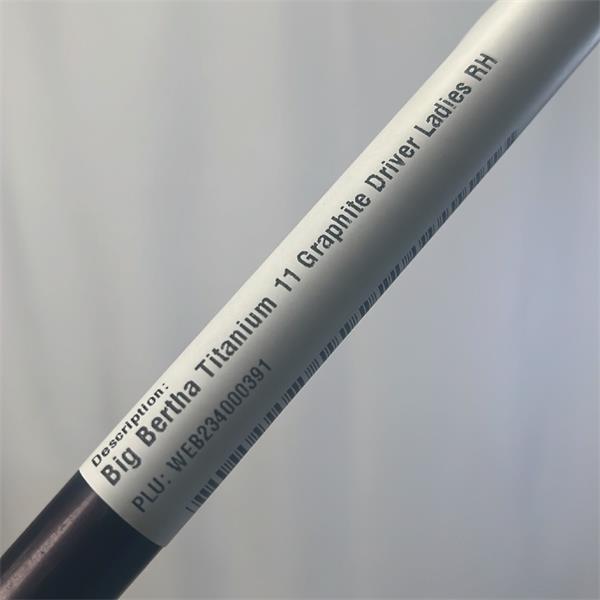 Description:
Big Bertha Titanium 11 Graphite Driver Ladies RH
PLU: WEB234000391